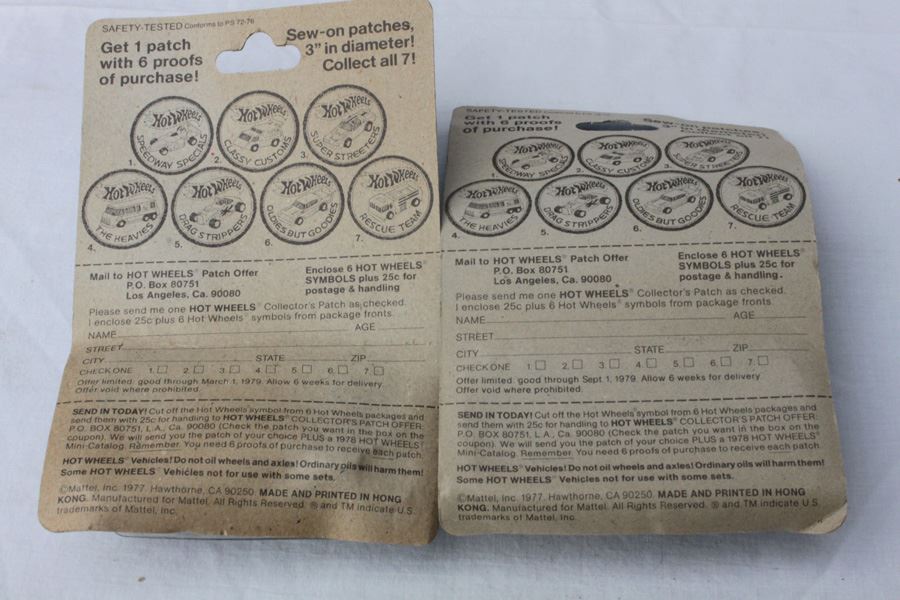 SAFETY-TESTED Conforms to PS 72-76
Get 1 patch
with 6 proofs
of purchase!
Sew-on patches,
3" in diameter!
Collect all 7!
HOT WHEELS
SPEEDWAY SPECIALS
1.
HOT WHEELS
CLASSY CUSTOMS
2.
HOT WHEELS
SUPER STREETERS
3.
HOT WHEELS
THE HEAVIES
4.
HOT WHEELS
DRAG STRIPPERS
5.
HOT WHEELS
OLDIES BUT GOODIES
6.
HOT WHEELS
RESCUE TEAM
7.
Mail to HOT WHEELS® Patch Offer
P.O. Box 80751
Los Angeles, Ca. 90080
Enclose 6 HOT WHEELS®
SYMBOLS plus 25c for
postage & handling
Please send me one HOT WHEELS® Collector's Patch as checked.
I enclose 25c plus 6 Hot Wheels® symbols from package fronts.
NAME AGE
STREET
CITY STATE ZIP
CHECK ONE 1. 2. 3. 4. 5. 6. 7.
Offer limited: good through March 1, 1979. Allow 6 weeks for delivery.
Offer void where prohibited.
SEND IN TODAY! Cut off the Hot Wheels symbol from 6 Hot Wheels packages and
send them with 25c for handling to HOT WHEELS® COLLECTOR'S PATCH OFFER:
P.O. BOX 80751, L.A., Ca. 90080 (Check the patch you want in the box on the
coupon). We will send you the patch of your choice PLUS a 1978 HOT WHEELS®
Mini-Catalog. Remember. You need 6 proofs of purchase to receive each patch.
HOT WHEELS® Vehicles! Do not oil wheels and axles! Ordinary oils will harm them!
Some HOT WHEELS® Vehicles not for use with some sets.
©Mattel, Inc. 1977. Hawthorne, CA 90250. MADE AND PRINTED IN HONG
KONG. Manufactured for Mattel. All Rights Reserved. ® and TM indicate U.S.
trademarks of Mattel, Inc.
SAFETY-TESTED
Get 1 patch
with 6 proofs
of purchase!
Sew-on patches,
HOT WHEELS
SPEEDWAY SPECIALS
1.
HOT WHEELS
CLASSY CUSTOMS
2.
HOT WHEELS
SUPER STREETERS
3.
HOT WHEELS
THE HEAVIES
4.
HOT WHEELS
DRAG STRIPPERS
5.
HOT WHEELS
OLDIES BUT GOODIES
6.
HOT WHEELS
RESCUE TEAM
7.
Mail to HOT WHEELS® Patch Offer
P.O. Box 80751
Los Angeles, Ca. 90080
Enclose 6 HOT WHEELS®
SYMBOLS plus 25c for
postage & handling.
Please send me one HOT WHEELS® Collector's Patch as checked.
I enclose 25c plus 6 Hot Wheels® symbols from package fronts.
NAME AGE
STREET
CITY STATE ZIP
CHECK ONE 1. 2. 3. 4. 5. 6. 7.
Offer limited: good through Sept. 1, 1979. Allow 6 weeks for delivery.
Offer void where prohibited.
SEND IN TODAY! Cut off the Hot Wheels symbol from 6 Hot Wheels packages and
send them with 25c for handling to HOT WHEELS® COLLECTOR'S PATCH OFFER:
P.O. BOX 80751, L.A., Ca. 90080 (Check the patch you want in the box on the
coupon). We will send you the patch of your choice PLUS a 1978 HOT WHEELS®
Mini-Catalog. Remember. You need 6 proofs of purchase to receive each patch.
HOT WHEELS® Vehicles! Do not oil wheels and axles! Ordinary oils will harm them!
Some HOT WHEELS® Vehicles not for use with some sets.
©Mattel, Inc. 1977. Hawthorne, CA 90250. MADE AND PRINTED IN HONG
KONG. Manufactured for Mattel. All Rights Reserved. ® and TM indicate U.S.
trademarks of Mattel, Inc.